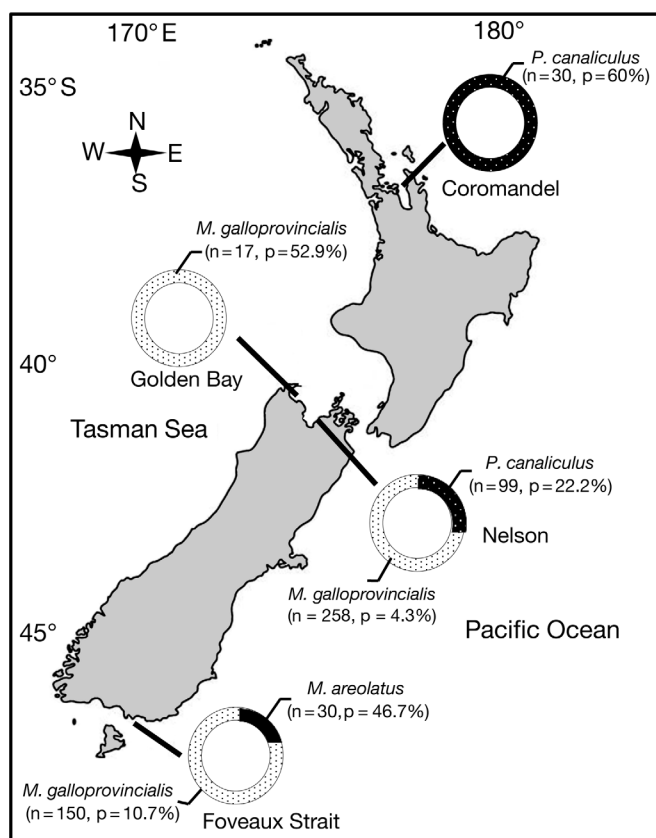 170°E
180°
35°S
P. canaliculus
(n=30, p=60%)
N
W
E
S
Coromandel
M. galloprovincialis
(n=17, p=52.9%)
Golden Bay
40°
Tasman Sea
P. canaliculus
(n=99, p=22.2%)
Nelson
M. galloprovincialis
(n=258, p=4.3%)
45°
Pacific Ocean
M. areolatus
(n=30,p=46.7%)
M. galloprovincialis
(n=150, p=10.7%)
Foveaux Strait